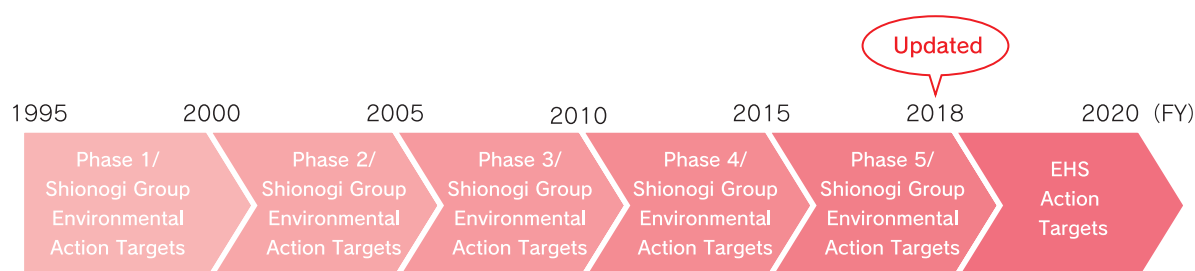 Updated
1995 2000 2005 2010 2015 2018 2020 (FY)
Phase 1/
Shionogi Group
Environmental
Action Targets
Phase 2/
Shionogi Group
Environmental
Action Targets
Phase 3/
Shionogi Group
Environmental
Action Targets
Phase 4/
Shionogi Group
Environmental
Action Targets
Phase 5/
Shionogi Group
Environmental
Action Targets
EHS
Action
Targets